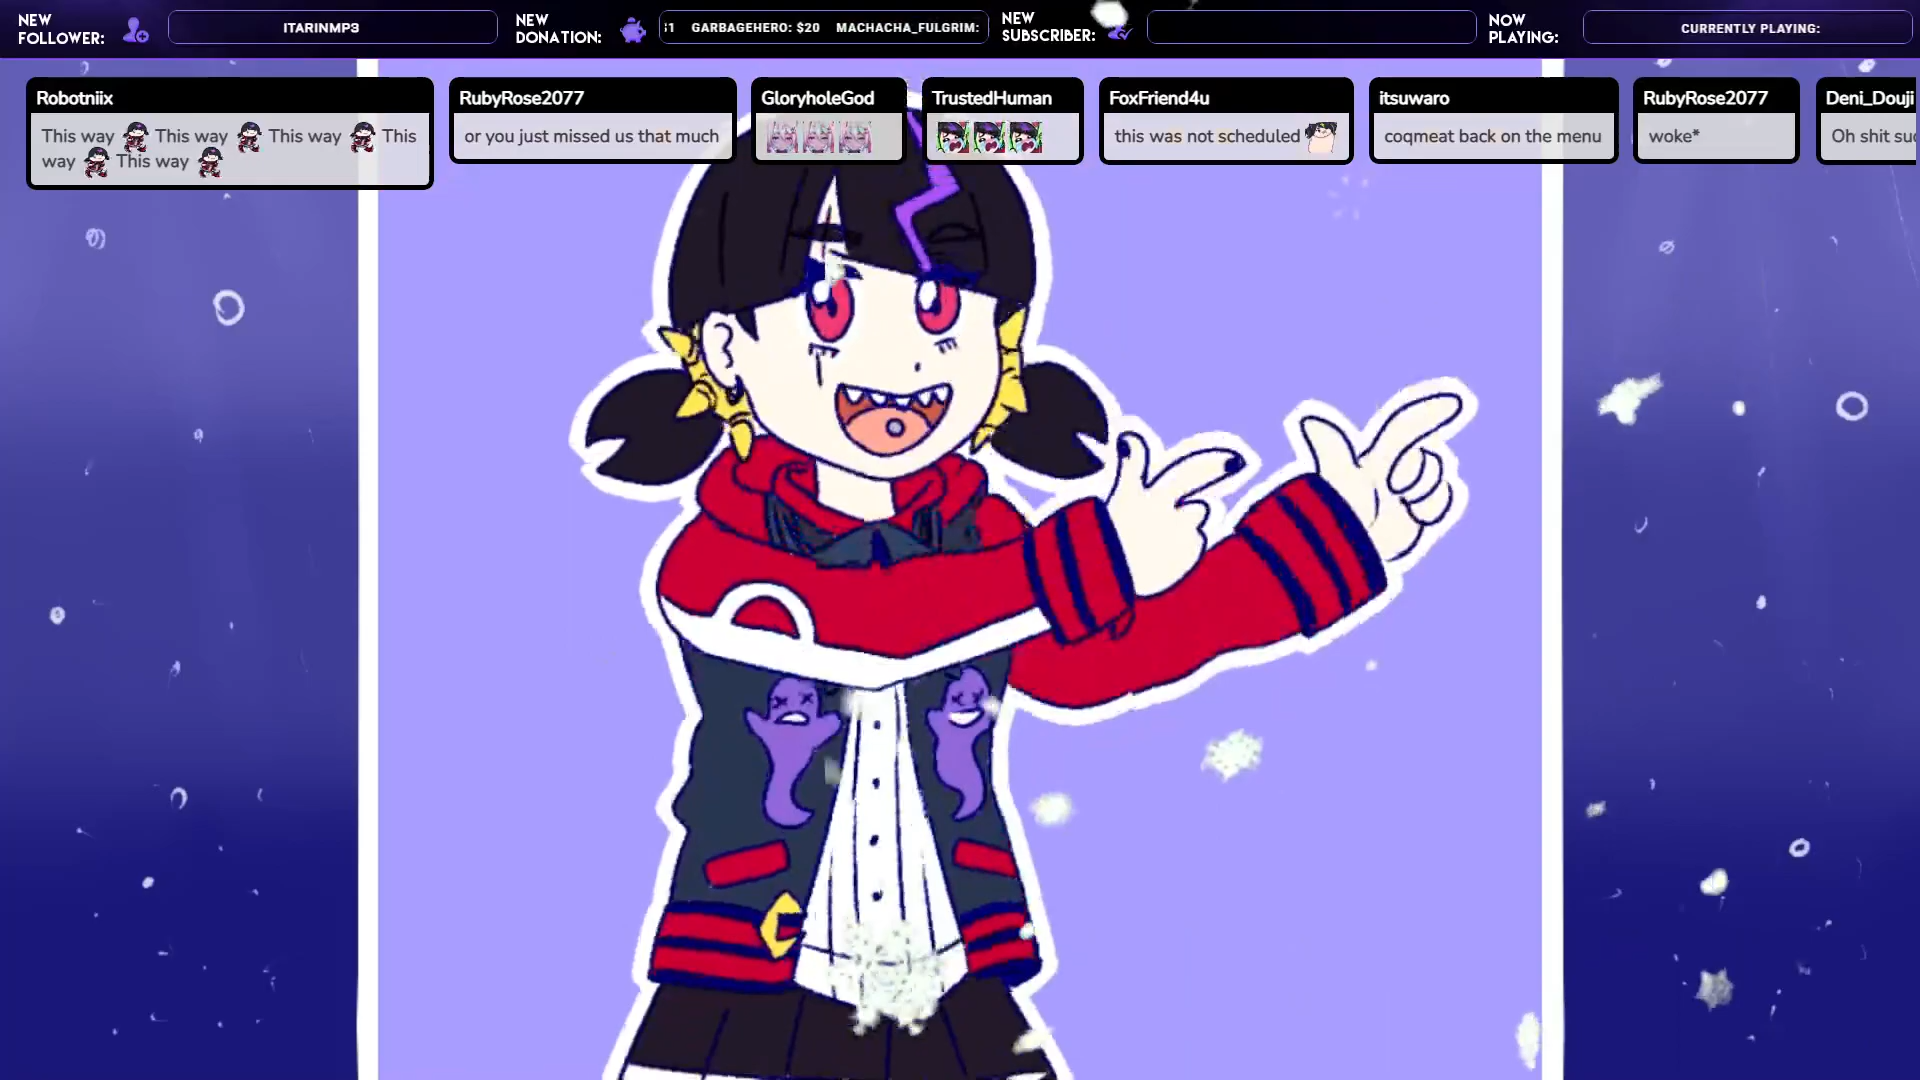 NEW
FOLLOWER:
ITARINMP3
NEW
DONATION:
GARBAGEHERO: $20 MACHACHA_FULGRIM:
NEW
SUBSCRIBER:
NOW
PLAYING:
CURRENTLY PLAYING:
Robotniix
This way This way This way This
way This way
RubyRose2077
or you just missed us that much
GloryholeGod
TrustedHuman
FoxFriend4u
this was not scheduled
itsuwaro
coqmeat back on the menu
RubyRose2077
woke*
Deni_Douji
Oh shit